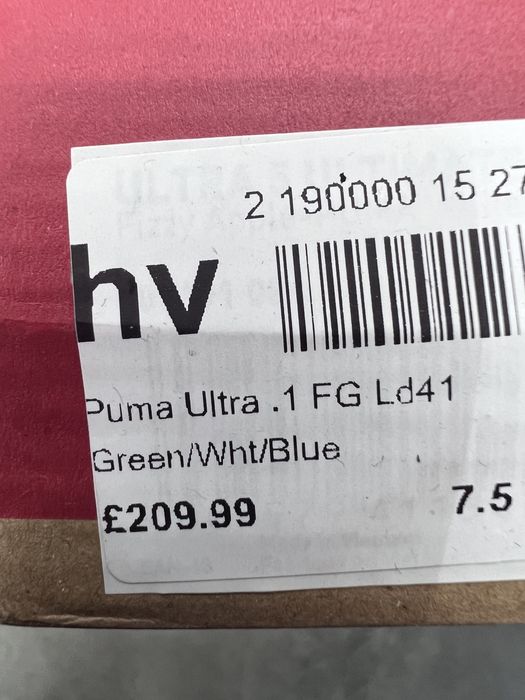 2 190000 15 27
hv
Puma Ultra .1 FG Ld41
Green/Wht/Blue
£209.99 7.5